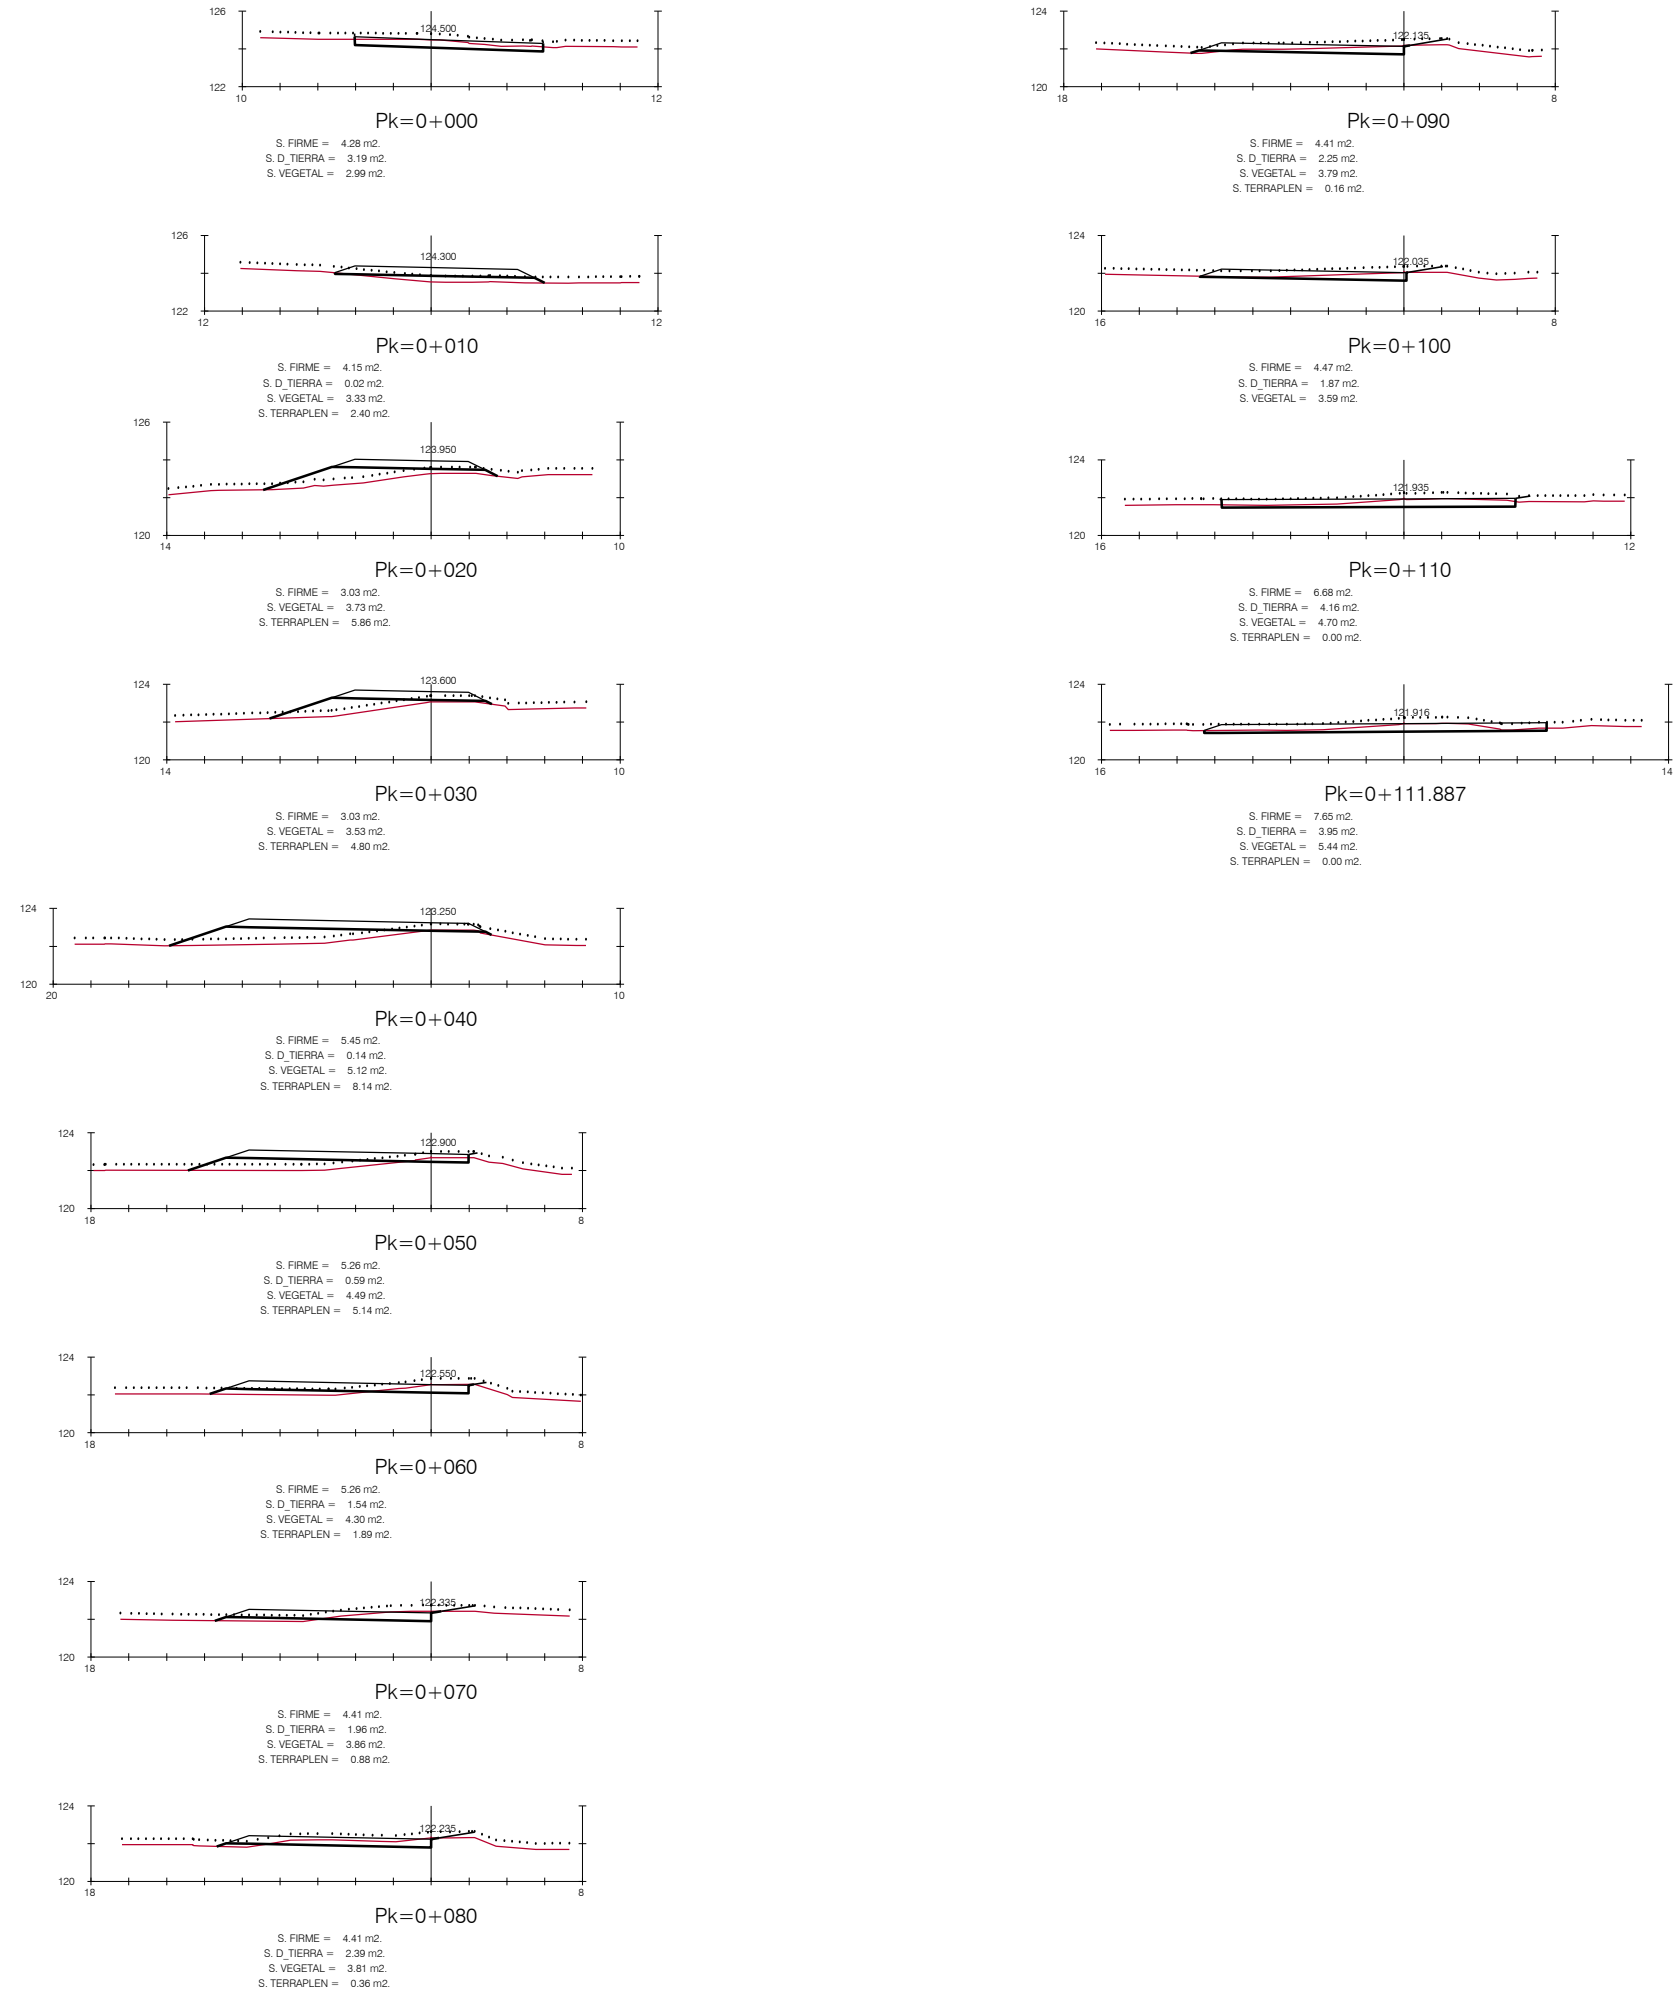 126
124.500
122
10 12
Pk=0+000
S. FIRME = 4.28 m2.
S. D_TIERRA = 3.19 m2.
S. VEGETAL = 2.99 m2.
126
124.300
122
12 12
Pk=0+010
S. FIRME = 4.15 m2.
S. D_TIERRA = 0.02 m2.
S. VEGETAL = 3.33 m2.
S. TERRAPLEN = 2.40 m2.
126
123.950
120
14 10
Pk=0+020
S. FIRME = 3.03 m2.
S. VEGETAL = 3.73 m2.
S. TERRAPLEN = 5.86 m2.
124
123.600
120
14 10
Pk=0+030
S. FIRME = 3.03 m2.
S. VEGETAL = 3.53 m2.
S. TERRAPLEN = 4.80 m2.
124
123.250
120
20 10
Pk=0+040
S. FIRME = 5.45 m2.
S. D_TIERRA = 0.14 m2.
S. VEGETAL = 5.12 m2.
S. TERRAPLEN = 8.14 m2.
124
122.900
120
18 8
Pk=0+050
S. FIRME = 5.26 m2.
S. D_TIERRA = 0.59 m2.
S. VEGETAL = 4.49 m2.
S. TERRAPLEN = 5.14 m2.
124
122.550
120
18 8
Pk=0+060
S. FIRME = 5.26 m2.
S. D_TIERRA = 1.54 m2.
S. VEGETAL = 4.30 m2.
S. TERRAPLEN = 1.89 m2.
124
122.335
120
18 8
Pk=0+070
S. FIRME = 4.41 m2.
S. D_TIERRA = 1.96 m2.
S. VEGETAL = 3.86 m2.
S. TERRAPLEN = 0.88 m2.
124
122.235
120
18 8
Pk=0+080
S. FIRME = 4.41 m2.
S. D_TIERRA = 2.39 m2.
S. VEGETAL = 3.81 m2.
S. TERRAPLEN = 0.36 m2.
124
122.135
120
18 8
Pk=0+090
S. FIRME = 4.41 m2.
S. D_TIERRA = 2.25 m2.
S. VEGETAL = 3.79 m2.
S. TERRAPLEN = 0.16 m2.
124
122.035
120
16 8
Pk=0+100
S. FIRME = 4.47 m2.
S. D_TIERRA = 1.87 m2.
S. VEGETAL = 3.59 m2.
124
121.935
120
16 12
Pk=0+110
S. FIRME = 6.68 m2.
S. D_TIERRA = 4.16 m2.
S. VEGETAL = 4.70 m2.
S. TERRAPLEN = 0.00 m2.
124
121.916
120
16 14
Pk=0+111.887
S. FIRME = 7.65 m2.
S. D_TIERRA = 3.95 m2.
S. VEGETAL = 5.44 m2.
S. TERRAPLEN = 0.00 m2.